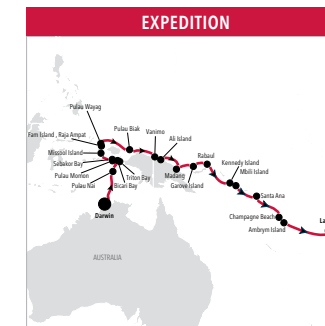 EXPEDITION
Pulau Wayag
Pulau Biak
Vanimo
Ali Island
Fam Island , Raja Ampat
Missool Island
Sebakor Bay
Pulau Momon
Pulau Nai
Triton Bay
Bicari Bay
Madang
Garove Island
Rabaul
Kennedy Island
Mbili Island
Santa Ana
Champagne Beach
Ambrym Island
La
Darwin
AUSTRALIA